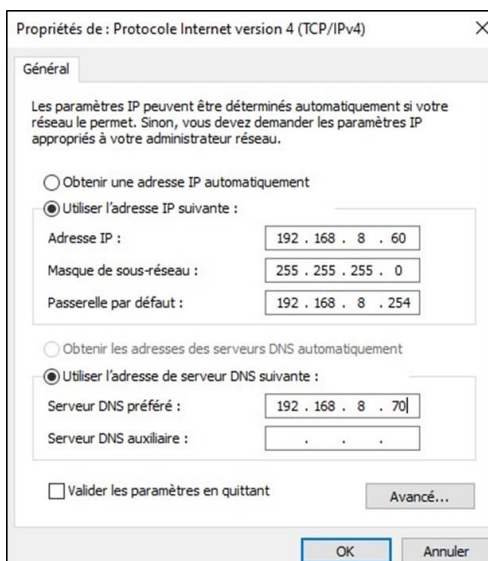 Propriétés de : Protocole Internet version 4 (TCP/IPv4)
Général
Les paramètres IP peuvent être déterminés automatiquement si votre
réseau le permet. Sinon, vous devez demander les paramètres IP
appropriés à votre administrateur réseau.
Obtenir une adresse IP automatiquement
Utiliser l'adresse IP suivante :
Adresse IP : 192 . 168 . 8 . 60
Masque de sous-réseau : 255 . 255 . 255 . 0
Passerelle par défaut : 192 . 168 . 8 . 254
Obtenir les adresses des serveurs DNS automatiquement
Utiliser l'adresse de serveur DNS suivante :
Serveur DNS préféré : 192 . 168 . 8 . 70
Serveur DNS auxiliaire : . . .
Valider les paramètres en quittant
Avancé...
OK Annuler